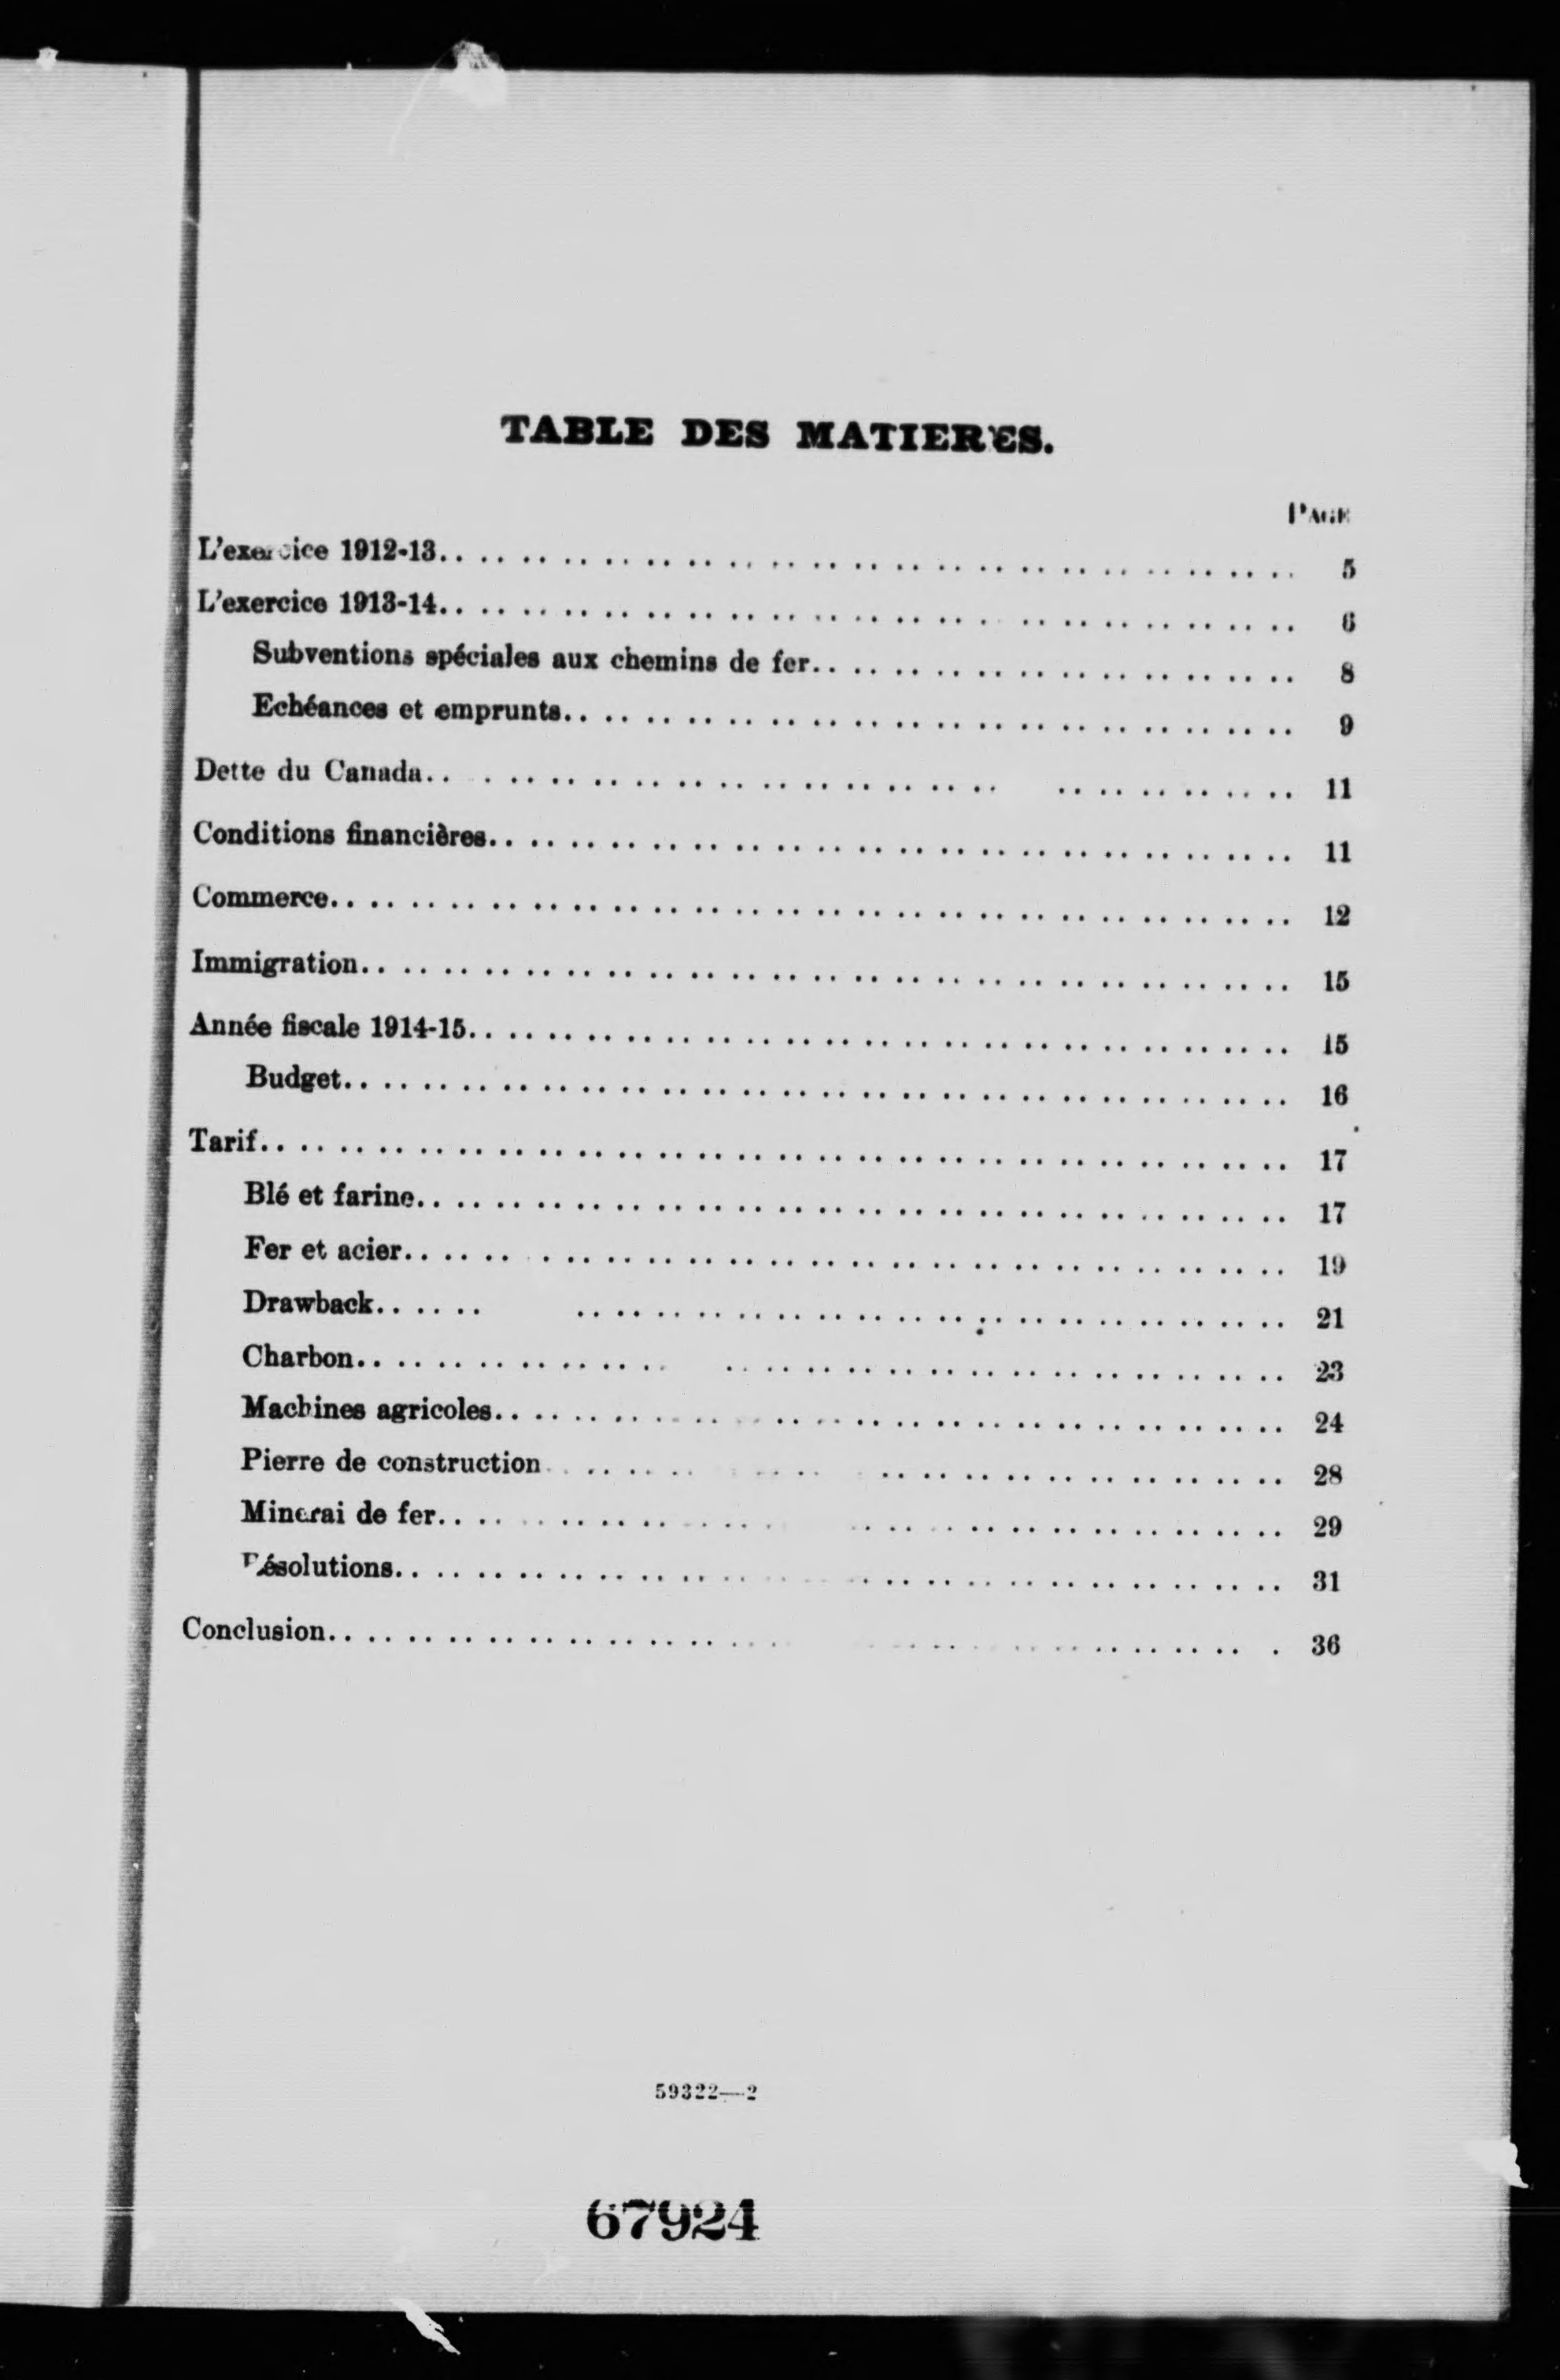 TABLE DES MATIERES.
PAGE
L'exercice 1912-13.. 5
L'exercice 1913-14.. 6
Subventions spéciales aux chemins de fer.. 8
Echéances et emprunts.. 9
Dette du Canada.. 11
Conditions financières.. 11
Commerce.. 12
Immigration.. 15
Année fiscale 1914-15.. 15
Budget.. 16
Tarif.. 17
Blé et farine.. 17
Fer et acier.. 19
Drawback.. 21
Charbon.. 23
Machines agricoles.. 24
Pierre de construction.. 28
Minerai de fer.. 29
Résolutions.. 31
Conclusion.. 36
59322—2
67924